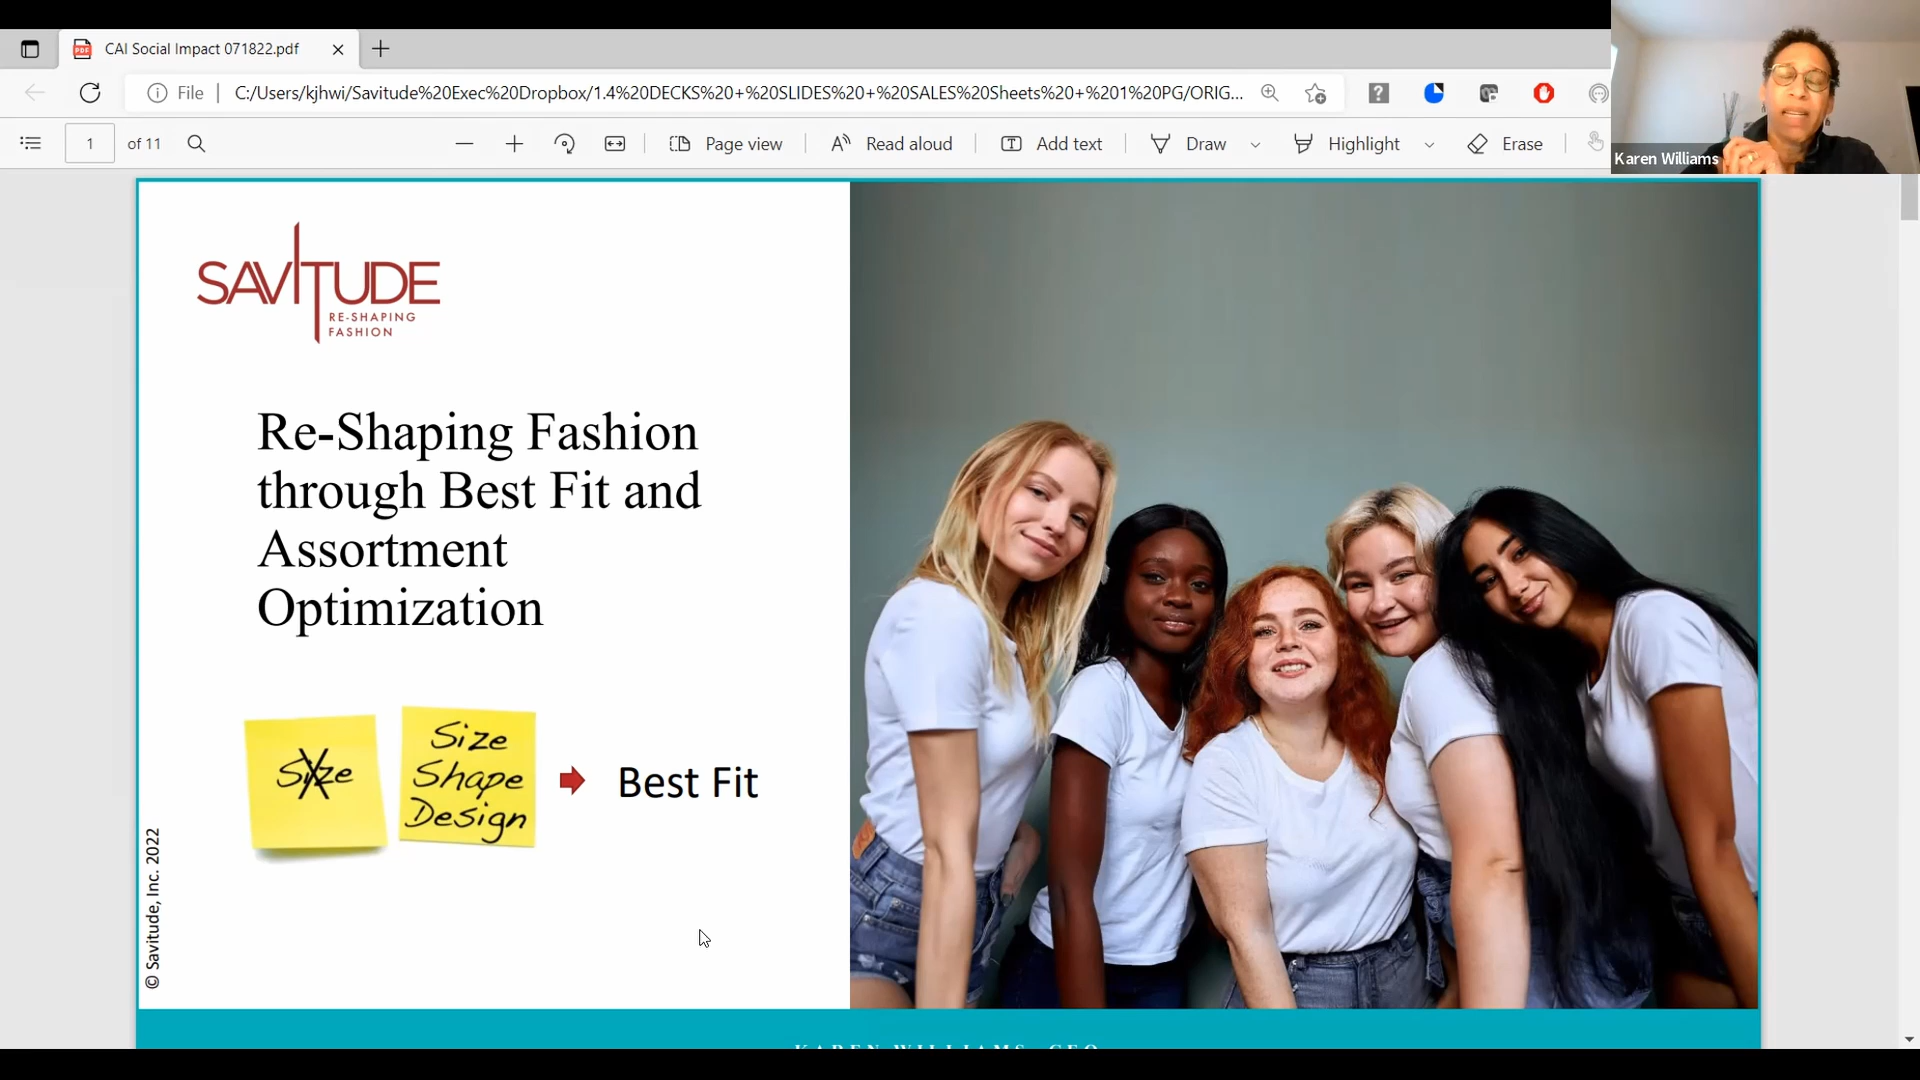 CAI Social Impact 071822.pdf
File
C:/Users/kjhwi/Savitude%20Exec%20Dropbox/1.4%20DECKS%20+%20SLIDES%20+%20SALES%20Sheets%20+%201%20PG/ORIG...
1 of 11
Page view
Read aloud
Add text
Draw
Highlight
Erase
Karen Williams
SAVITUDE
RE-SHAPING
FASHION
Re-Shaping Fashion
through Best Fit and
Assortment
Optimization
Size
Size
Shape
Design
Best Fit
© Savitude, Inc. 2022
KAREN WILLIAMS, CEO